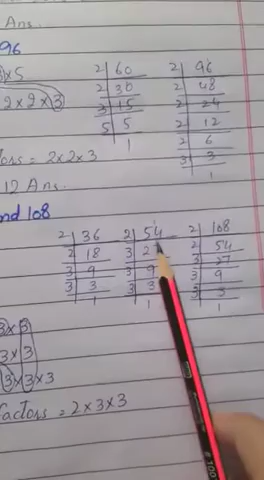 Ans.
96
3)×5
2×2×2×3
tors = 2×2×3
12 Ans.
2 | 60
2 | 30
3 | 15
5 | 5
1
2 | 96
2 | 48
2 | 24
2 | 12
2 | 6
3 | 3
1
and 108
2 | 36
2 | 18
3 | 9
3 | 3
1
2 | 54
3 | 27
3 | 9
3 | 3
1
2 | 108
2 | 54
3 | 27
3 | 9
3 | 3
1
3×3
3×3
3×3×3
factors = 2×3×3
100